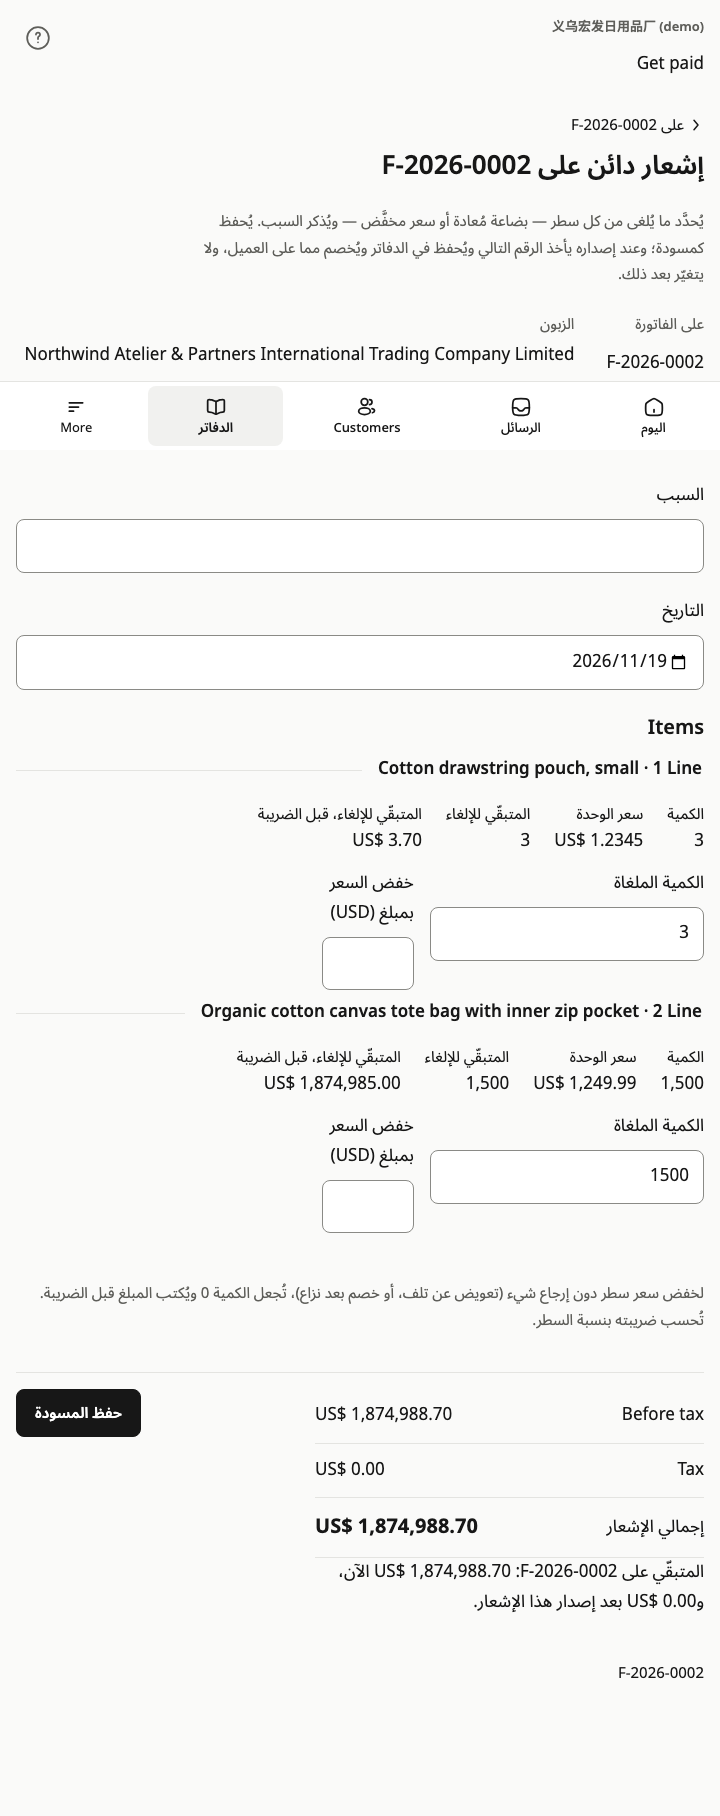 义乌宏发日用品厂 (demo)
Get paid
على F-2026-0002
إشعار دائن على F-2026-0002
يُحدَّد ما يُلغى من كل سطر — بضاعة مُعادة أو سعر مخفَّض — ويُذكر السبب. يُحفظ
كمسودة؛ وعند إصداره يأخذ الرقم التالي ويُحفظ في الدفاتر ويُخصم مما على العميل، ولا
يتغيّر بعد ذلك.
على الفاتورة
F-2026-0002
الزبون
Northwind Atelier & Partners International Trading Company Limited
اليوم
الرسائل
Customers
الدفاتر
More
السبب
التاريخ
2026/11/19
Items
Cotton drawstring pouch, small · 1 Line
الكمية
3
سعر الوحدة
US$ 1.2345
المتبقّي للإلغاء
3
المتبقّي للإلغاء، قبل الضريبة
US$ 3.70
الكمية الملغاة
3
خفض السعر
بمبلغ (USD)
Organic cotton canvas tote bag with inner zip pocket · 2 Line
الكمية
1,500
سعر الوحدة
US$ 1,249.99
المتبقّي للإلغاء
1,500
المتبقّي للإلغاء، قبل الضريبة
US$ 1,874,985.00
الكمية الملغاة
1500
خفض السعر
بمبلغ (USD)
لخفض سعر سطر دون إرجاع شيء (تعويض عن تلف، أو خصم بعد نزاع)، تُجعل الكمية 0 ويُكتب المبلغ قبل الضريبة.
تُحسب ضريبته بنسبة السطر.
Before tax US$ 1,874,988.70
Tax US$ 0.00
إجمالي الإشعار US$ 1,874,988.70
المتبقّي على F-2026-0002: US$ 1,874,988.70 الآن،
وUS$ 0.00 بعد إصدار هذا الإشعار.
حفظ المسودة
F-2026-0002